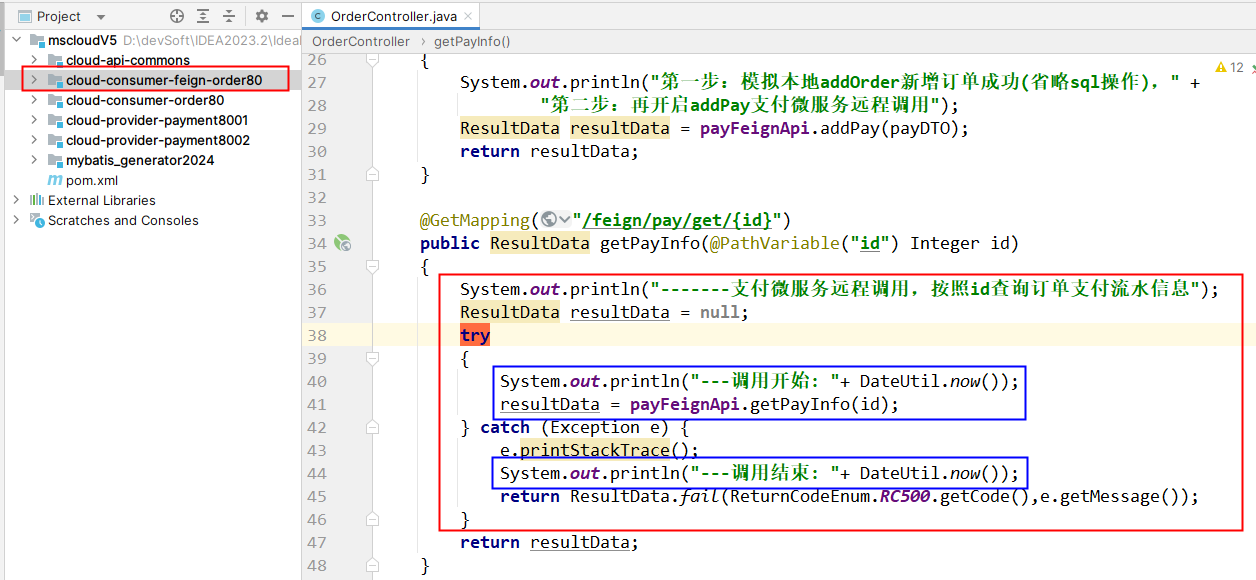 Project
OrderController.java
mscloudV5 D:\devSoft\IDEA2023.2\Ideal
cloud-api-commons
cloud-consumer-feign-order80
cloud-consumer-order80
cloud-provider-payment8001
cloud-provider-payment8002
mybatis_generator2024
pom.xml
External Libraries
Scratches and Consoles
OrderController > getPayInfo()
12
26 {
27 System.out.println("第一步：模拟本地addOrder新增订单成功(省略sql操作)，" +
28 "第二步：再开启addPay支付微服务远程调用");
29 ResultData resultData = payFeignApi.addPay(payDTO);
30 return resultData;
31 }
32
33 @GetMapping("/feign/pay/get/{id}")
34 public ResultData getPayInfo(@PathVariable("id") Integer id)
35 {
36 System.out.println("-------支付微服务远程调用，按照id查询订单支付流水信息");
37 ResultData resultData = null;
38 try
39 {
40 System.out.println("---调用开始："+ DateUtil.now());
41 resultData = payFeignApi.getPayInfo(id);
42 } catch (Exception e) {
43 e.printStackTrace();
44 System.out.println("---调用结束："+ DateUtil.now());
45 return ResultData.fail(ReturnCodeEnum.RC500.getCode(),e.getMessage());
46 }
47 return resultData;
48 }